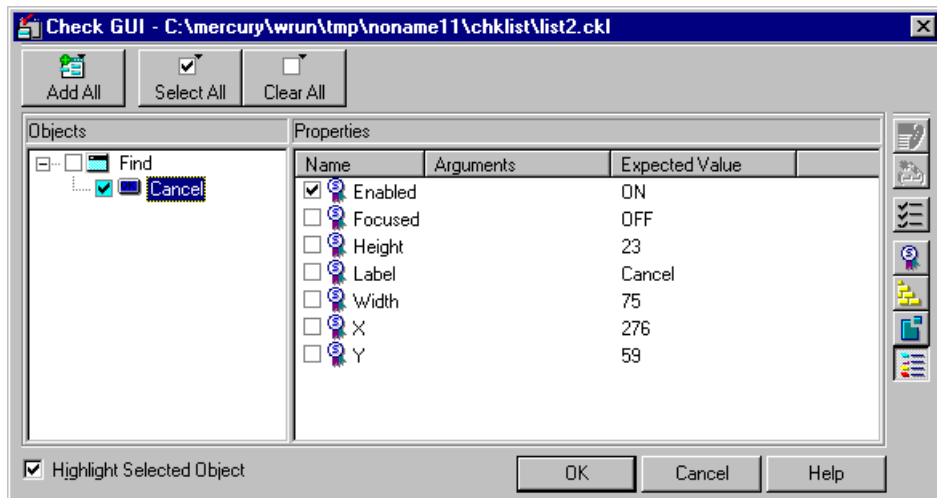 Check GUI - C:\mercury\wrun\tmp\noname11\chklist\list2.ckl
Add All Select All Clear All
Objects Properties
Find
Cancel
Name Arguments Expected Value
Enabled ON
Focused OFF
Height 23
Label Cancel
Width 75
X 276
Y 59
Highlight Selected Object OK Cancel Help